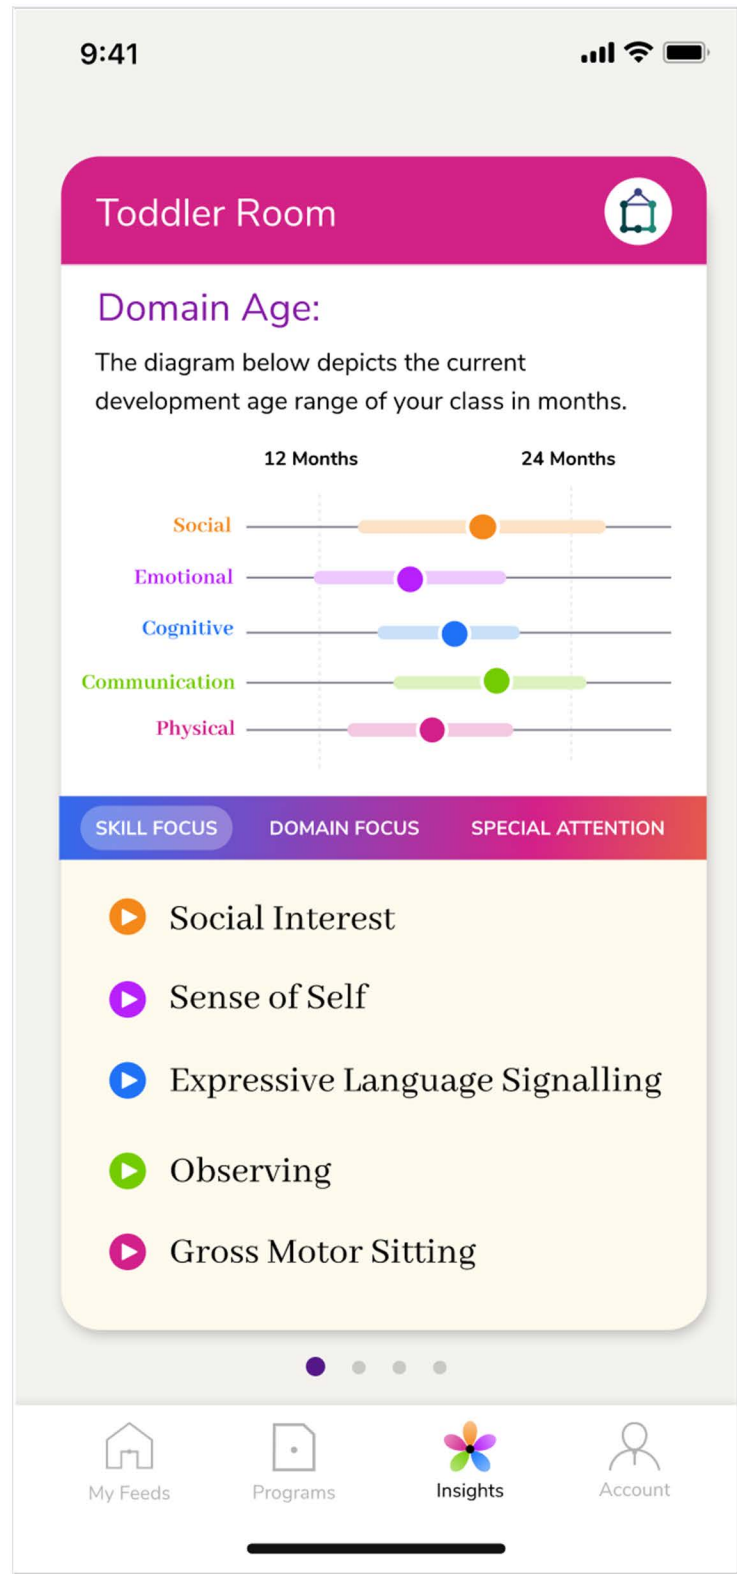 9:41
Toddler Room
Domain Age:
The diagram below depicts the current
development age range of your class in months.
12 Months 24 Months
Social
Emotional
Cognitive
Communication
Physical
SKILL FOCUS DOMAIN FOCUS SPECIAL ATTENTION
Social Interest
Sense of Self
Expressive Language Signalling
Observing
Gross Motor Sitting
My Feeds Programs Insights Account